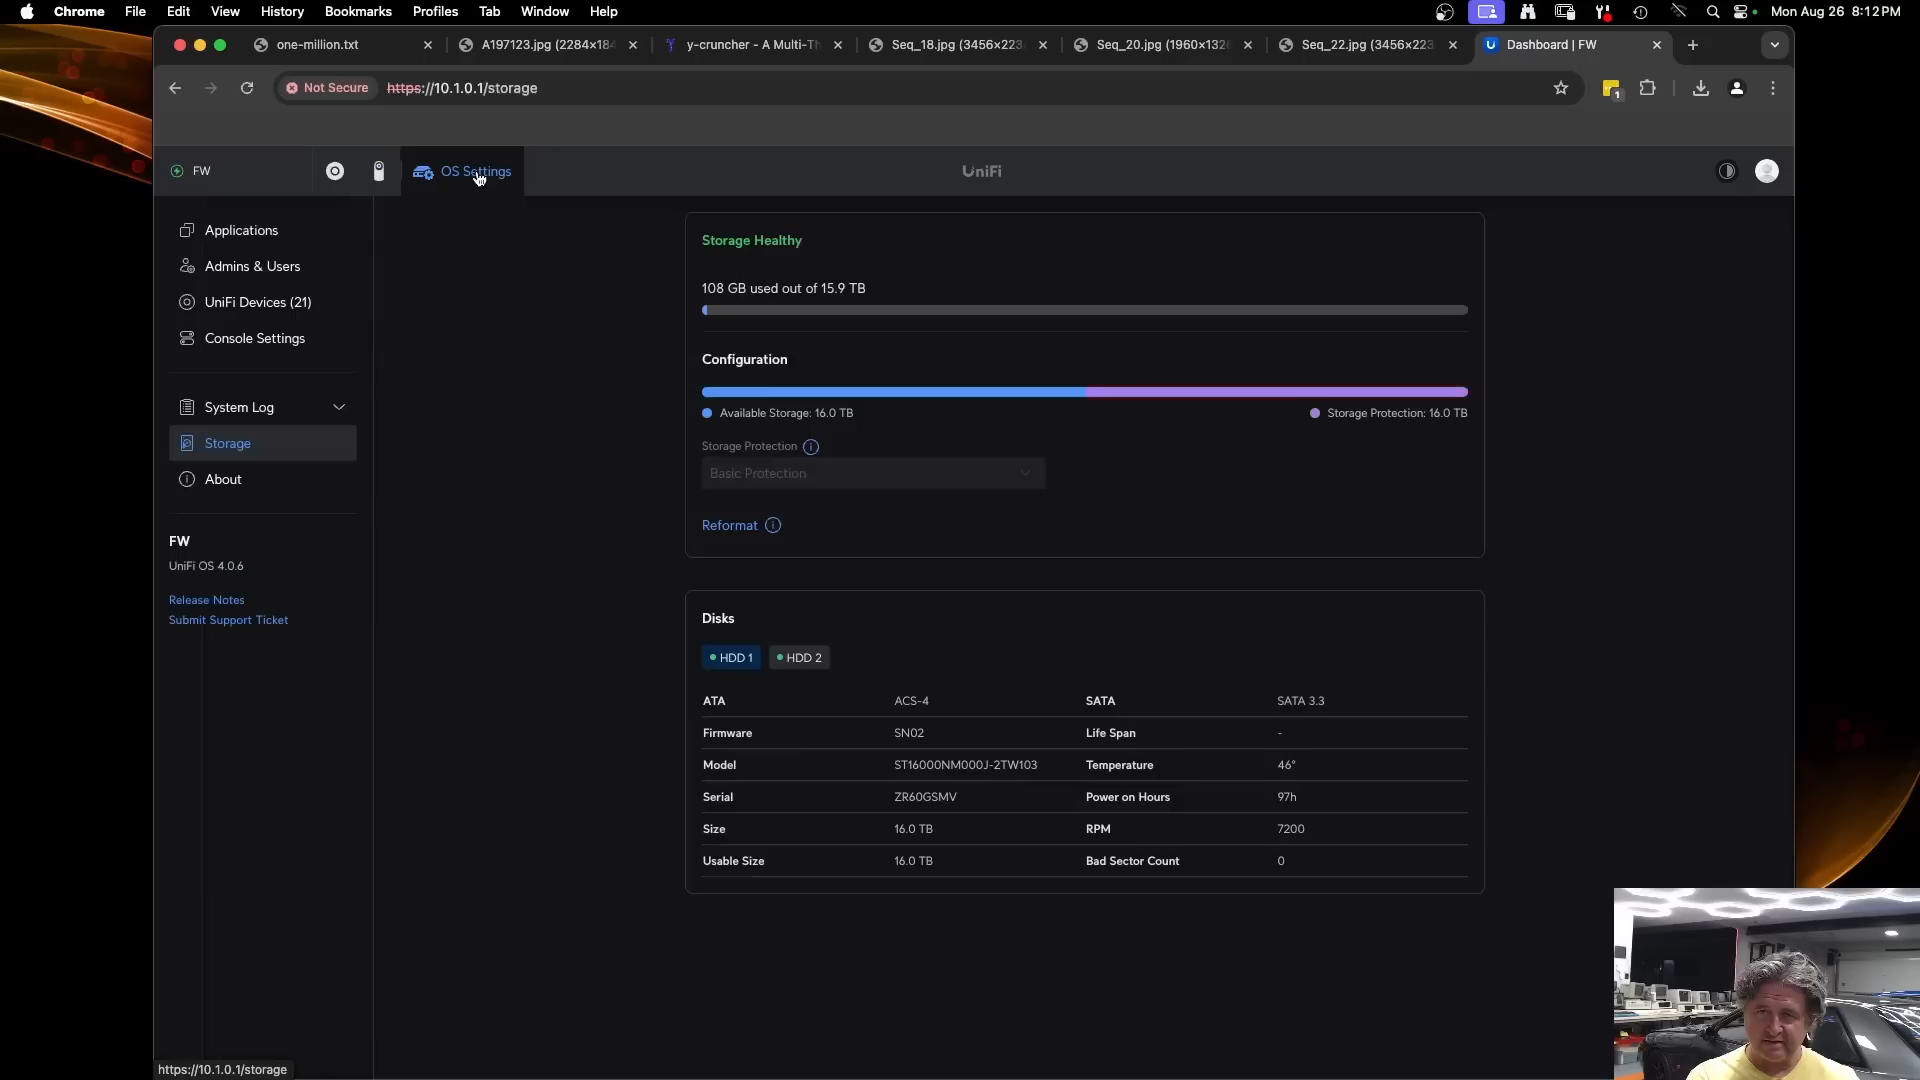 Chrome File Edit View History Bookmarks Profiles Tab Window Help
Mon Aug 26 8:12 PM
one-million.txt
A197123.jpg (2284×184
y-cruncher - A Multi-Th
Seq_18.jpg (3456×223
Seq_20.jpg (1960×1326
Seq_22.jpg (3456×223
Dashboard | FW
Not Secure https://10.1.0.1/storage
1
FW
OS Settings
UniFi
Applications
Admins & Users
UniFi Devices (21)
Console Settings
System Log
Storage
About
FW
UniFi OS 4.0.6
Release Notes
Submit Support Ticket
Storage Healthy
108 GB used out of 15.9 TB
Configuration
Available Storage: 16.0 TB
Storage Protection: 16.0 TB
Storage Protection
Basic Protection
Reformat
Disks
HDD 1
HDD 2
ATA ACS-4 SATA SATA 3.3
Firmware SN02 Life Span -
Model ST16000NM000J-2TW103 Temperature 46°
Serial ZR60GSMV Power on Hours 97h
Size 16.0 TB RPM 7200
Usable Size 16.0 TB Bad Sector Count 0
https://10.1.0.1/storage